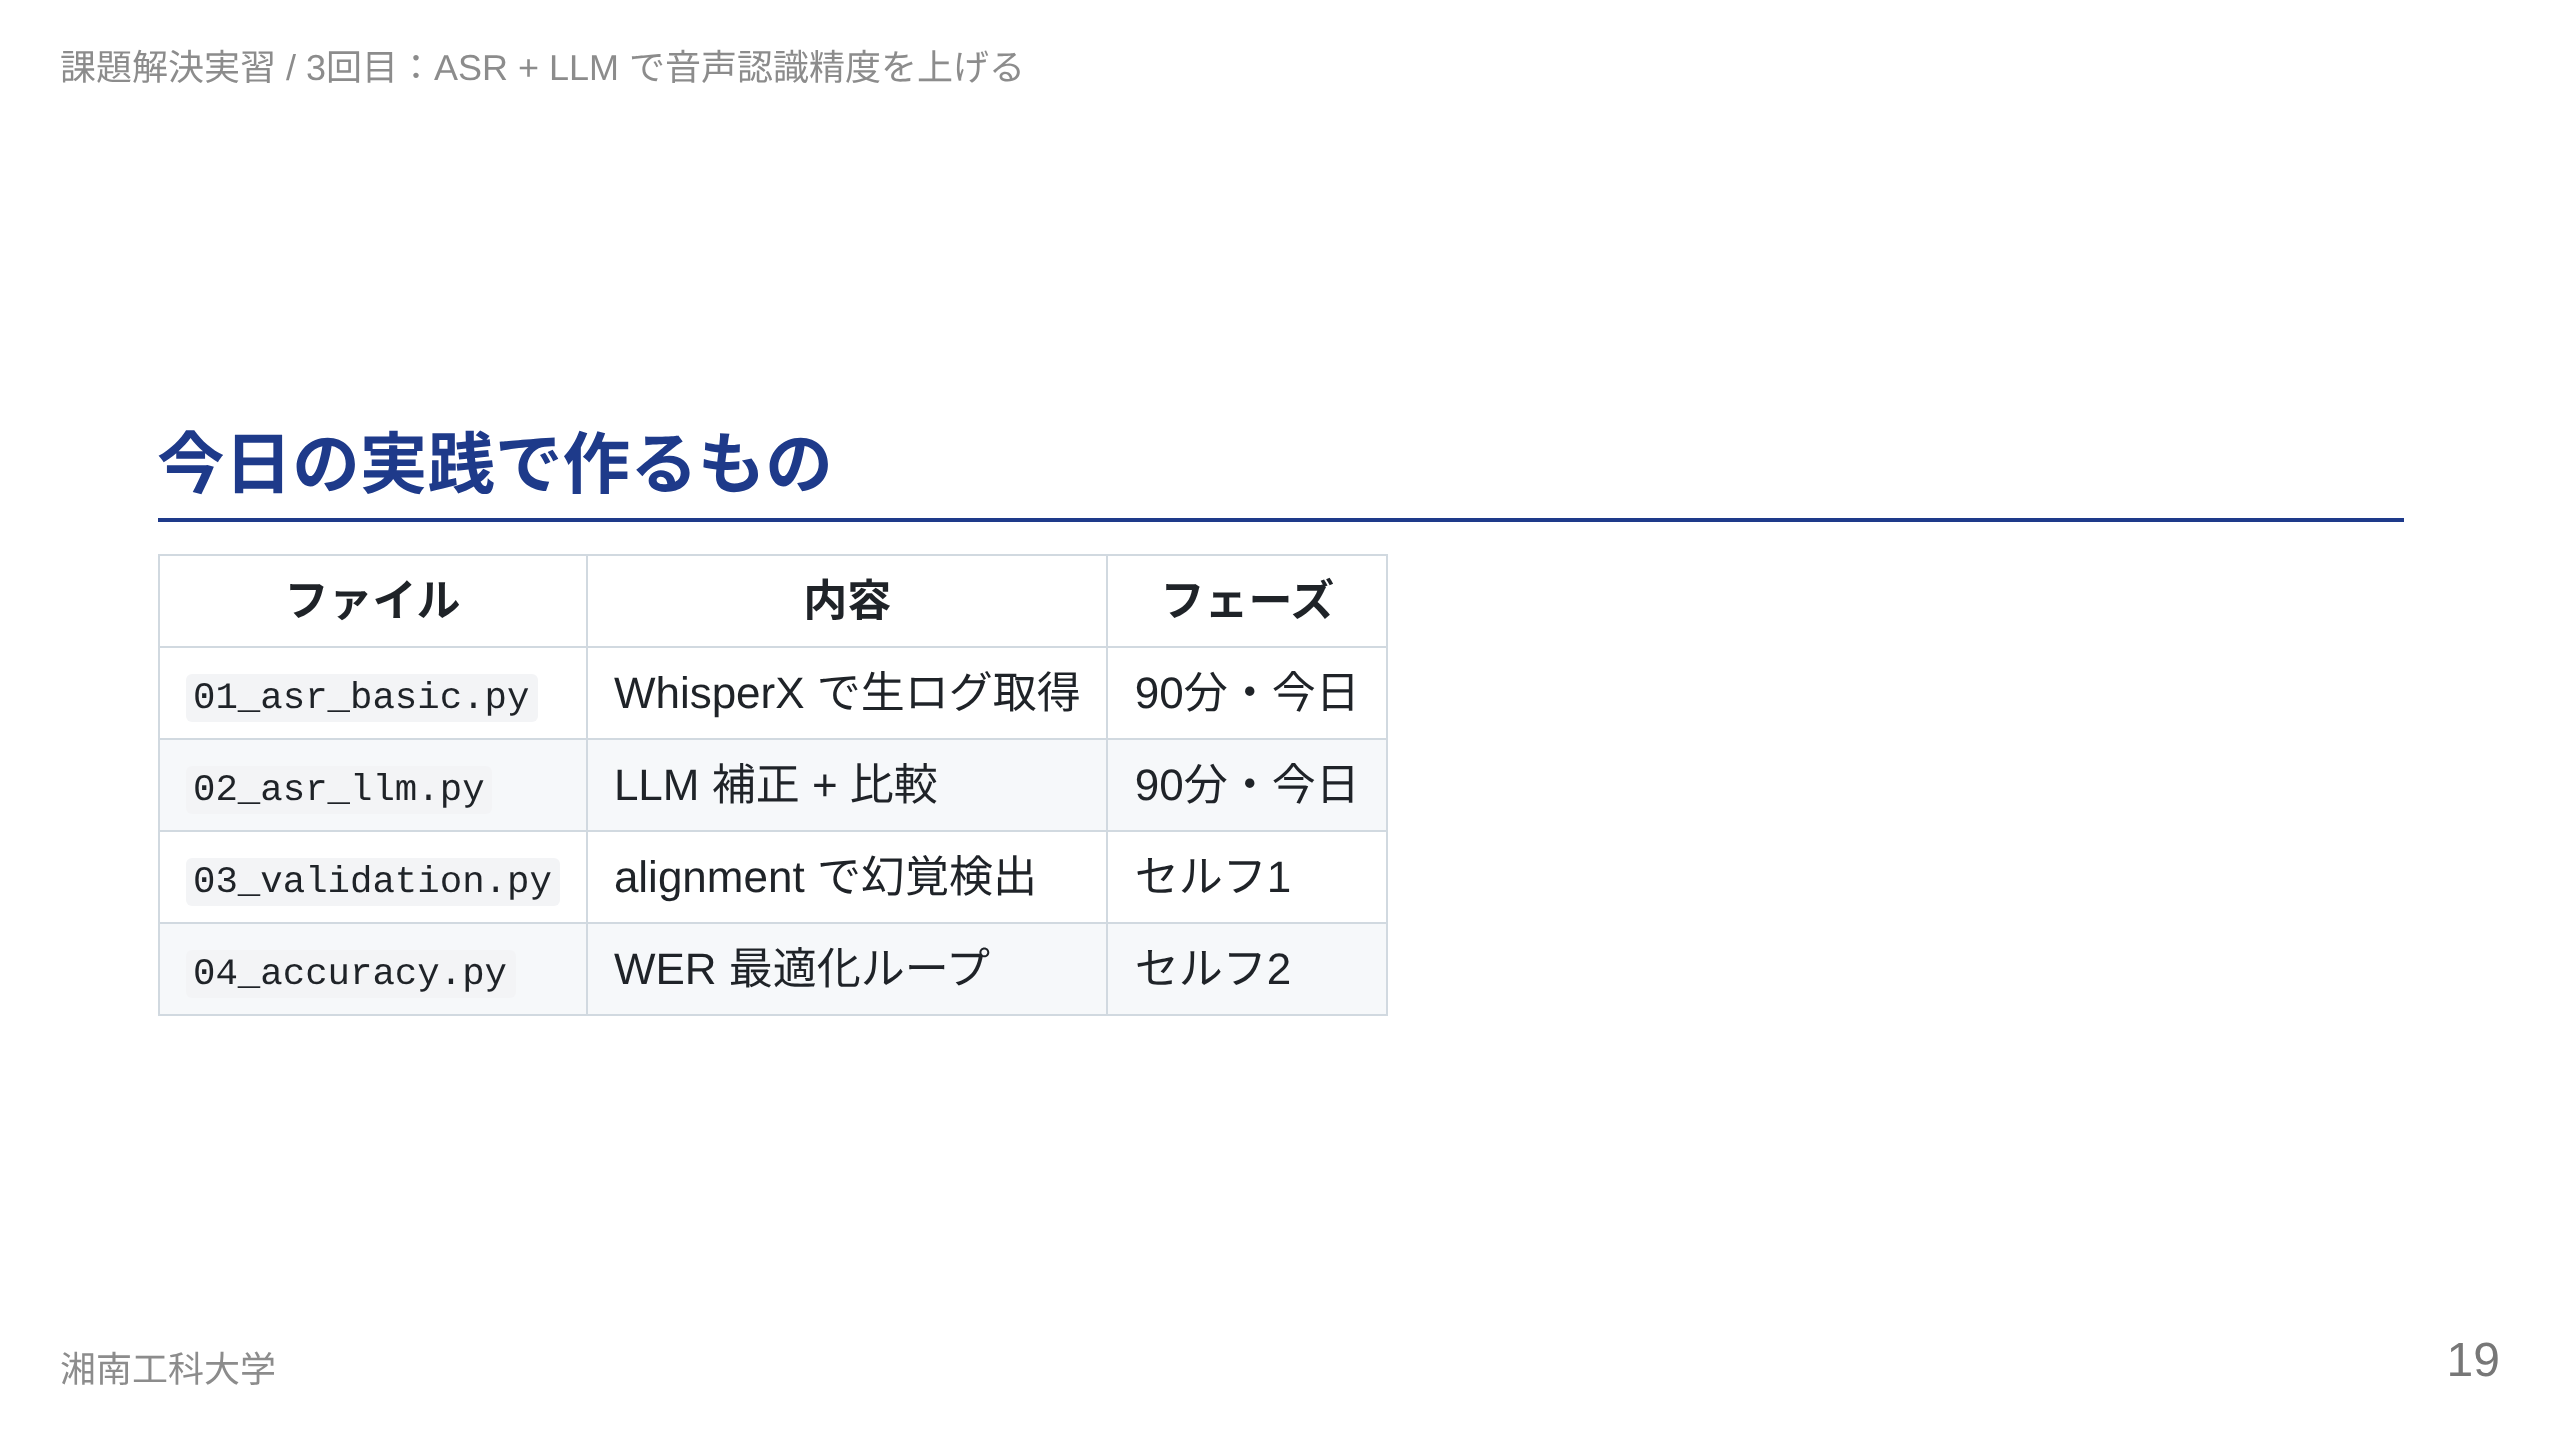 課題解決実習 / 3回目：ASR + LLM で音声認識精度を上げる
今日の実践で作るもの
ファイル 内容 フェーズ
01_asr_basic.py WhisperX で生ログ取得 90分・今日
02_asr_llm.py LLM 補正 + 比較 90分・今日
03_validation.py alignment で幻覚検出 セルフ1
04_accuracy.py WER 最適化ループ セルフ2
湘南工科大学
19